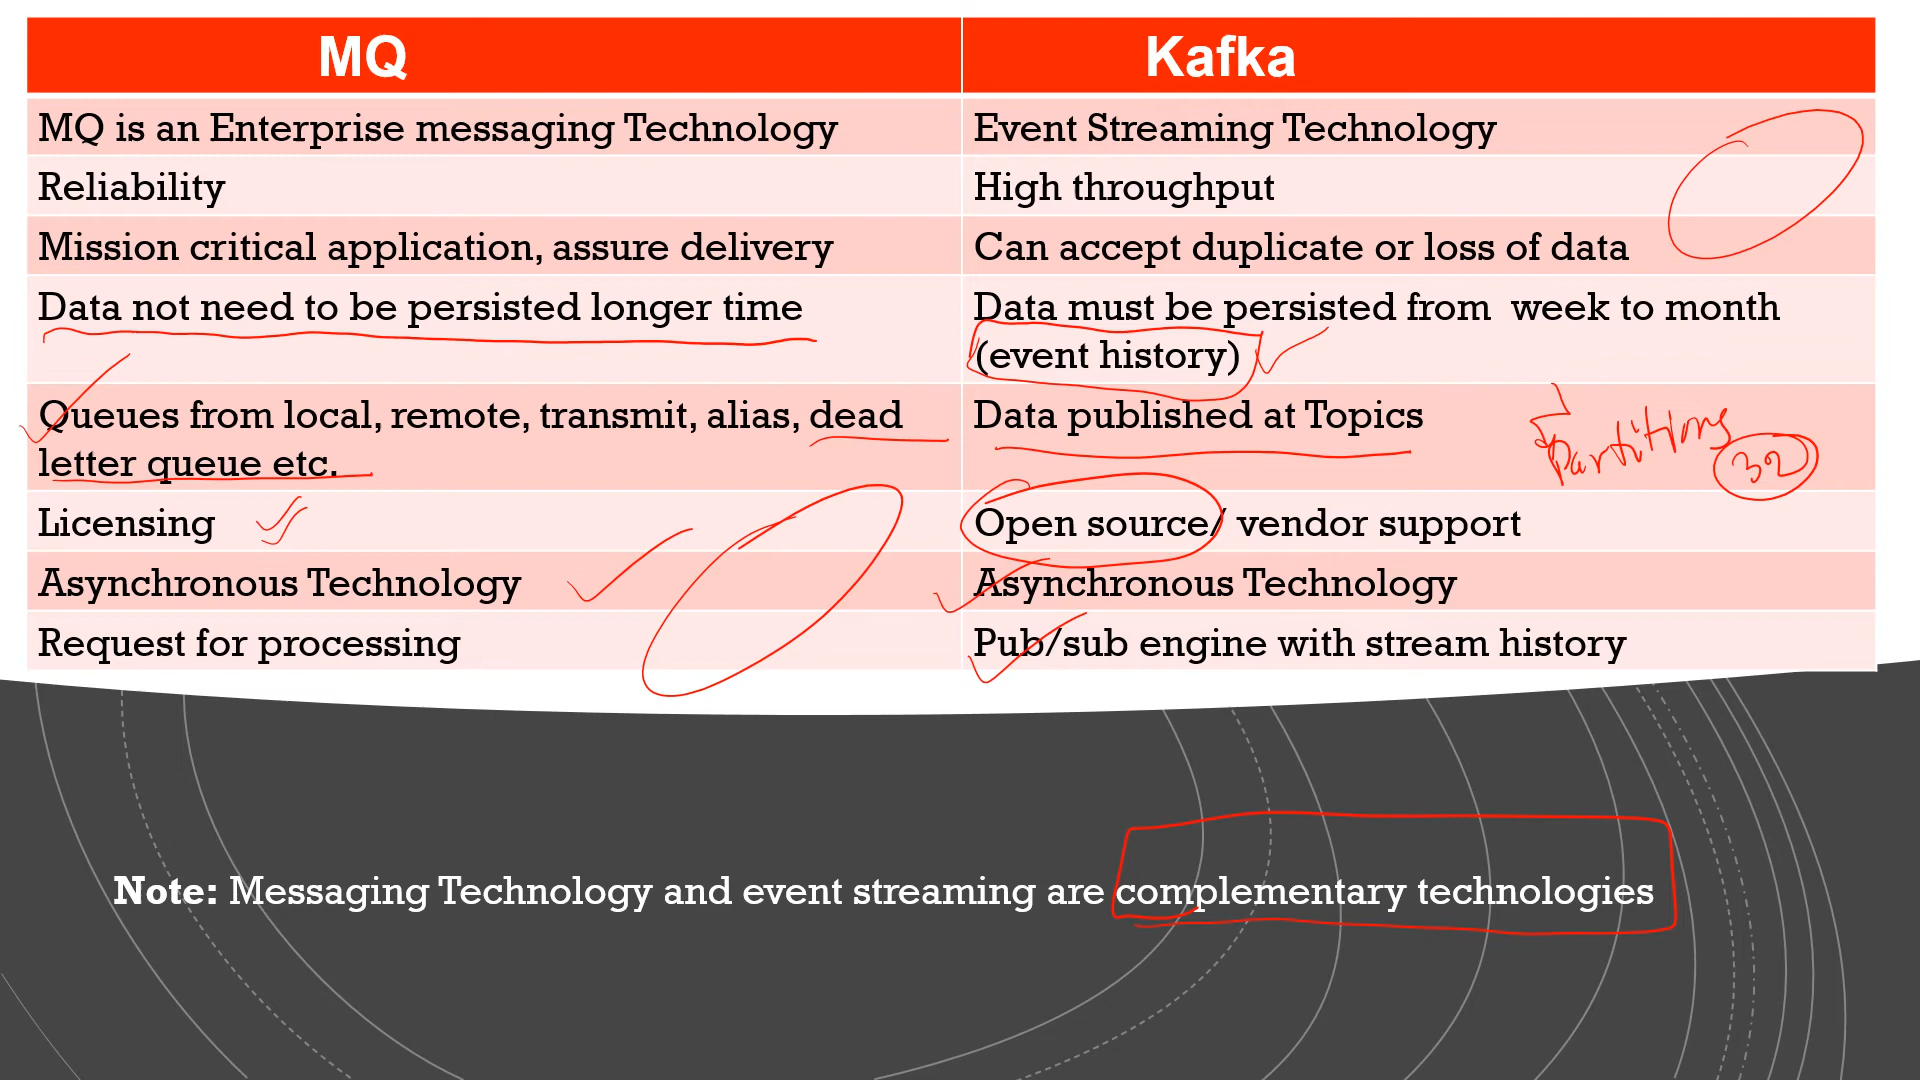 MQ
Kafka
MQ is an Enterprise messaging Technology
Event Streaming Technology
Reliability
High throughput
Mission critical application, assure delivery
Can accept duplicate or loss of data
Data not need to be persisted longer time
Data must be persisted from week to month
(event history)
Queues from local, remote, transmit, alias, dead
letter queue etc.
Data published at Topics
Partitions
32
Licensing
Open source/ vendor support
Asynchronous Technology
Asynchronous Technology
Request for processing
Pub/sub engine with stream history
Note: Messaging Technology and event streaming are complementary technologies